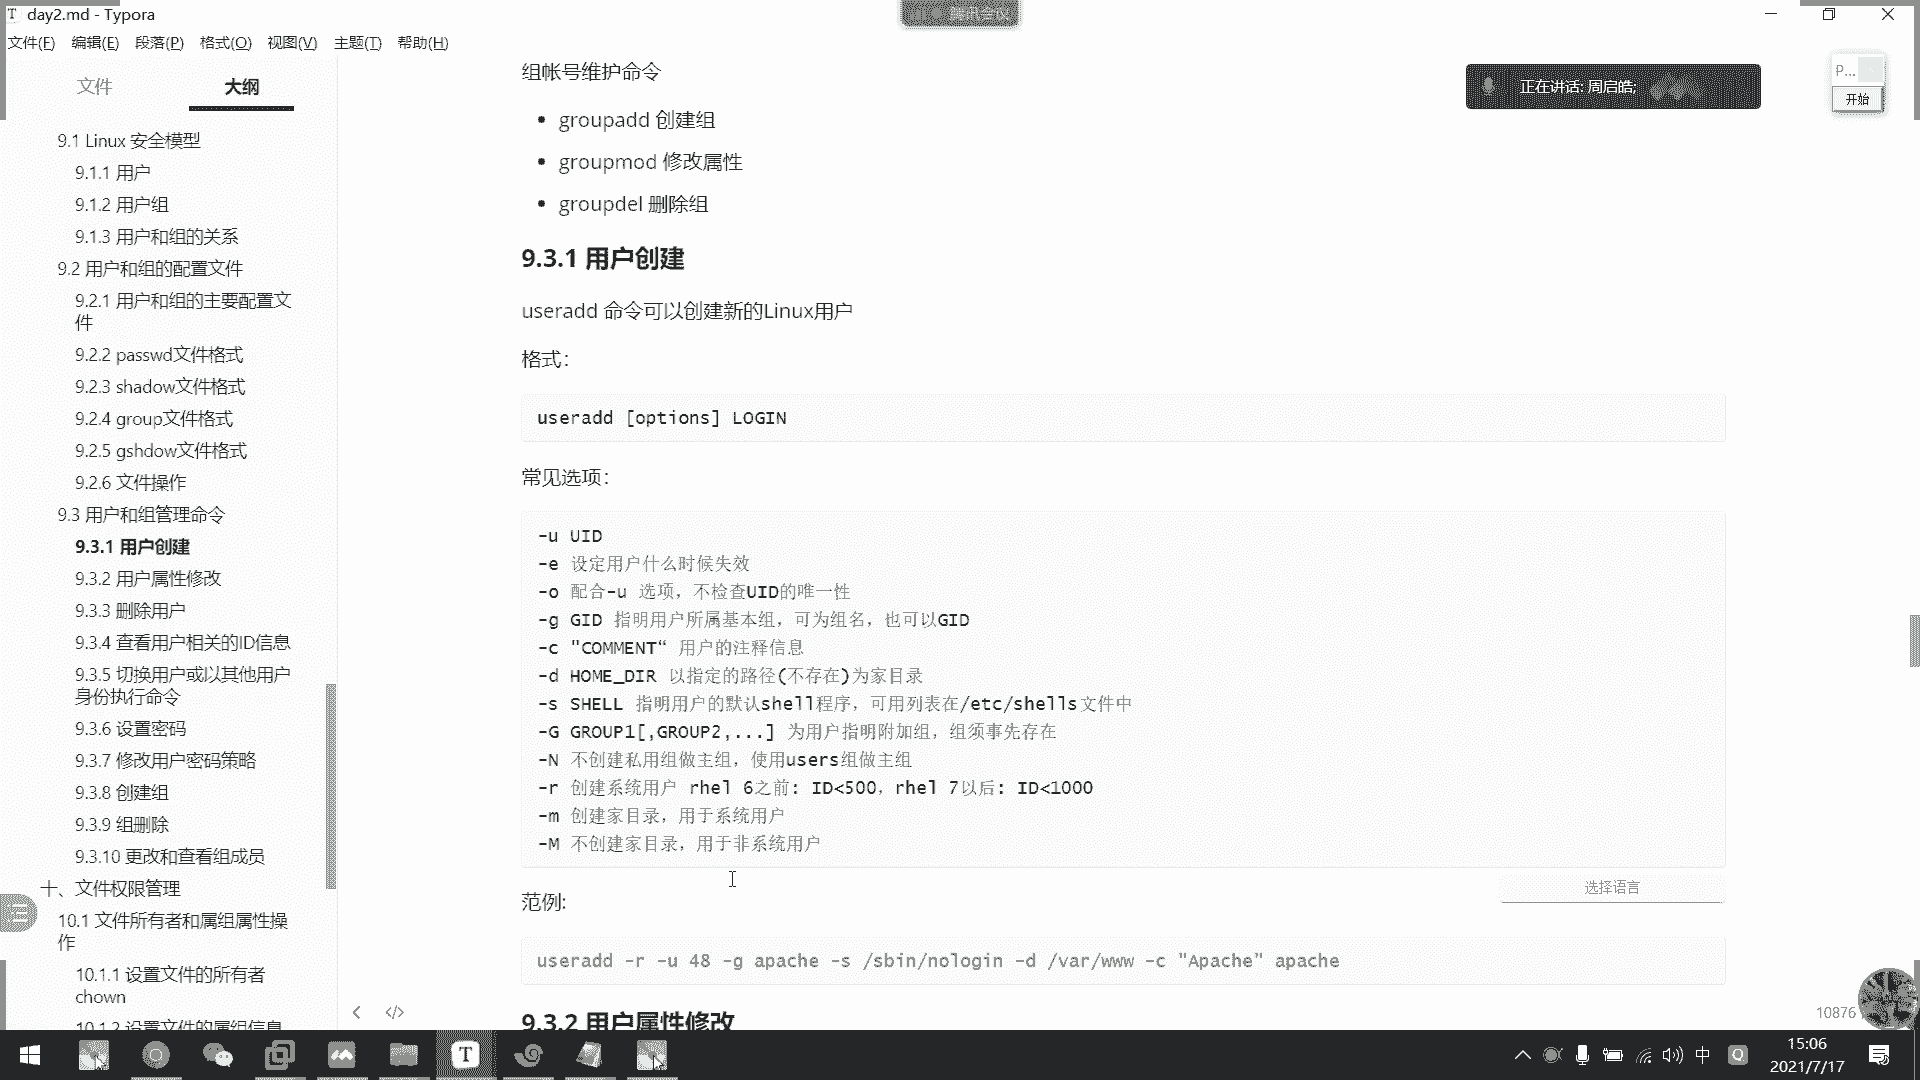 day2.md - Typora
腾讯会议
文件(F) 编辑(E) 段落(P) 格式(O) 视图(V) 主题(T) 帮助(H)
文件 大纲
9.1 Linux 安全模型
9.1.1 用户
9.1.2 用户组
9.1.3 用户和组的关系
9.2 用户和组的配置文件
9.2.1 用户和组的主要配置文
件
9.2.2 passwd文件格式
9.2.3 shadow文件格式
9.2.4 group文件格式
9.2.5 gshdow文件格式
9.2.6 文件操作
9.3 用户和组管理命令
9.3.1 用户创建
9.3.2 用户属性修改
9.3.3 删除用户
9.3.4 查看用户相关的ID信息
9.3.5 切换用户或以其他用户
身份执行命令
9.3.6 设置密码
9.3.7 修改用户密码策略
9.3.8 创建组
9.3.9 组删除
9.3.10 更改和查看组成员
十、文件权限管理
10.1 文件所有者和属组属性操
作
10.1.1 设置文件的所有者
chown
10.1.2 设置文件的属组信息
组帐号维护命令
groupadd 创建组
groupmod 修改属性
groupdel 删除组
9.3.1 用户创建
useradd 命令可以创建新的Linux用户
格式：
useradd [options] LOGIN
常见选项：
-u UID
-e 设定用户什么时候失效
-o 配合-u 选项，不检查UID的唯一性
-g GID 指明用户所属基本组，可为组名，也可以GID
-c "COMMENT“ 用户的注释信息
-d HOME_DIR 以指定的路径(不存在)为家目录
-s SHELL 指明用户的默认shell程序，可用列表在/etc/shells文件中
-G GROUP1[,GROUP2,...] 为用户指明附加组，组须事先存在
-N 不创建私用组做主组，使用users组做主组
-r 创建系统用户 rhel 6之前: ID<500，rhel 7以后: ID<1000
-m 创建家目录，用于系统用户
-M 不创建家目录，用于非系统用户
选择语言
范例:
useradd -r -u 48 -g apache -s /sbin/nologin -d /var/www -c "Apache" apache
9.3.2 用户属性修改
正在讲话: 周启皓;
P...
开始
10876
中
15:06
2021/7/17